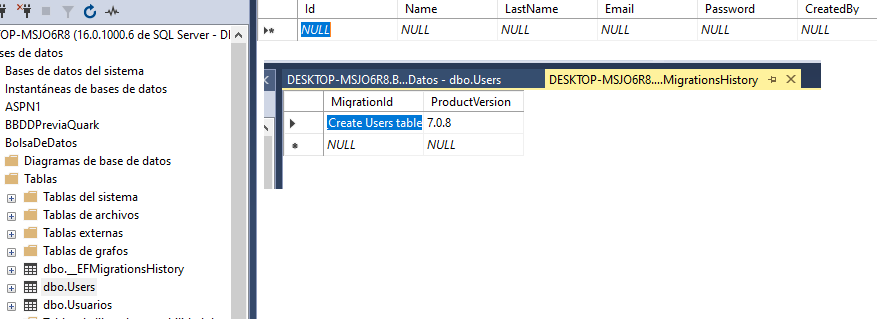 Id Name LastName Email Password CreatedBy
NULL NULL NULL NULL NULL NULL
TOP-MSJO6R8 (16.0.1000.6 de SQL Server - DI
ses de datos
Bases de datos del sistema
Instantáneas de bases de datos
ASPN1
BBDDPreviaQuark
BolsaDeDatos
Diagramas de base de datos
Tablas
Tablas del sistema
Tablas de archivos
Tablas externas
Tablas de grafos
dbo.__EFMigrationsHistory
dbo.Users
dbo.Usuarios
DESKTOP-MSJO6R8.B...Datos - dbo.Users DESKTOP-MSJO6R8....MigrationsHistory
MigrationId ProductVersion
Create Users table 7.0.8
NULL NULL